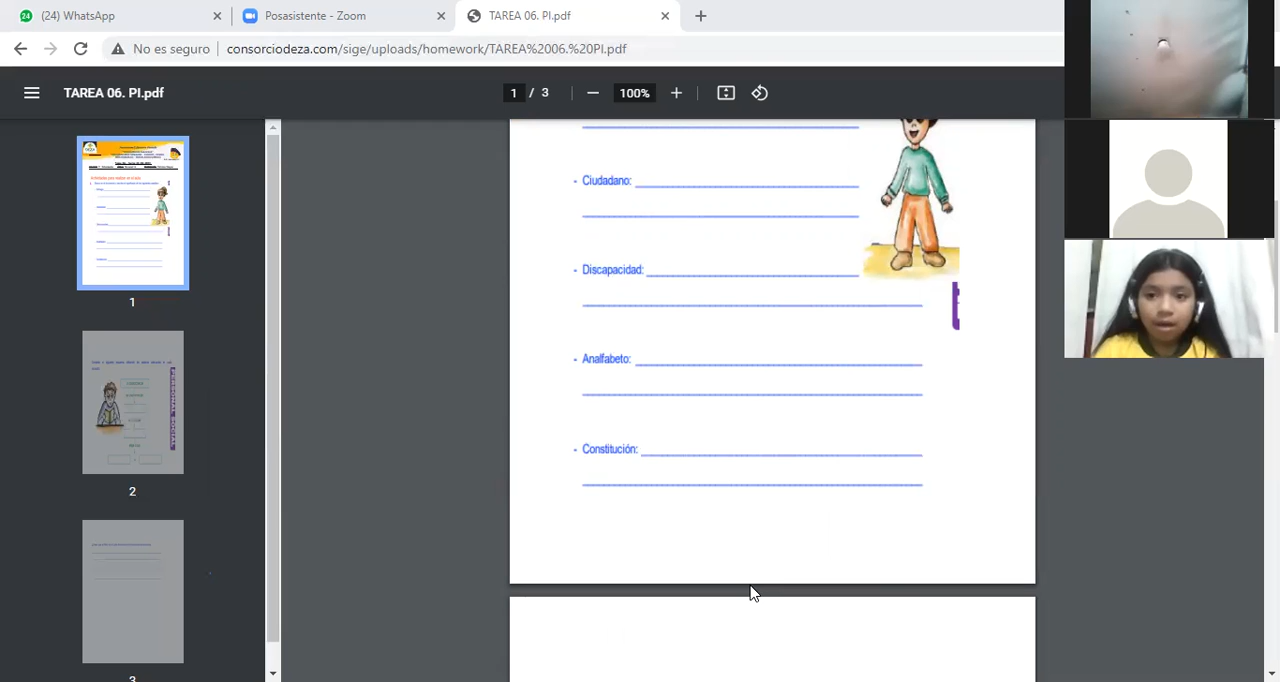 (24) WhatsApp
Posasistente - Zoom
TAREA 06. PI.pdf
No es seguro
consorciodeza.com/sige/uploads/homework/TAREA%2006.%20PI.pdf
TAREA 06. PI.pdf
1 / 3
100%
- Ciudadano:
- Discapacidad:
- Analfabeto:
- Constitución:
1
2
3